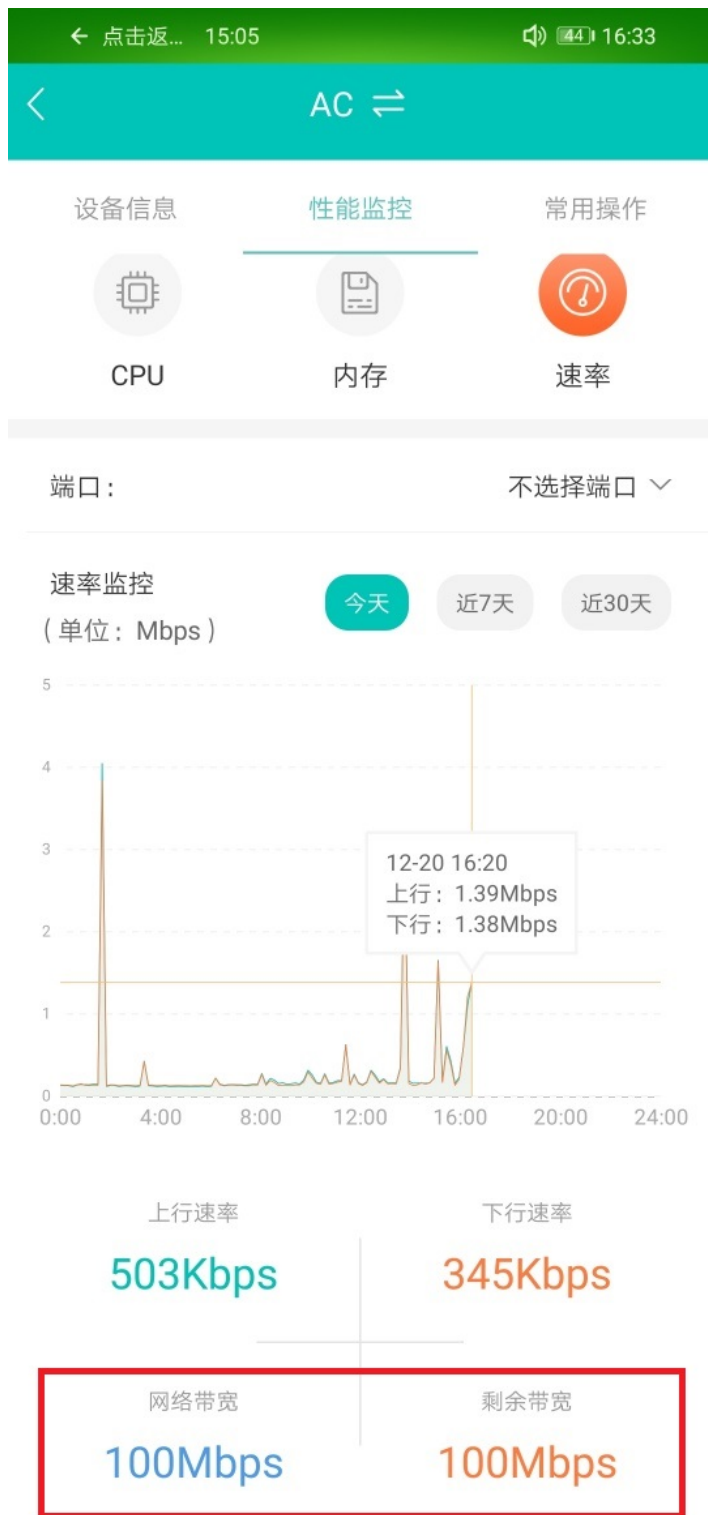 ← 点击返... 15:05 44 16:33
AC
设备信息 性能监控 常用操作
CPU 内存 速率
端口： 不选择端口
速率监控
（单位：Mbps） 今天 近7天 近30天
5
4
3
12-20 16:20
上行：1.39Mbps
下行：1.38Mbps
2
1
0
0:00 4:00 8:00 12:00 16:00 20:00 24:00
上行速率 下行速率
503Kbps 345Kbps
网络带宽 剩余带宽
100Mbps 100Mbps